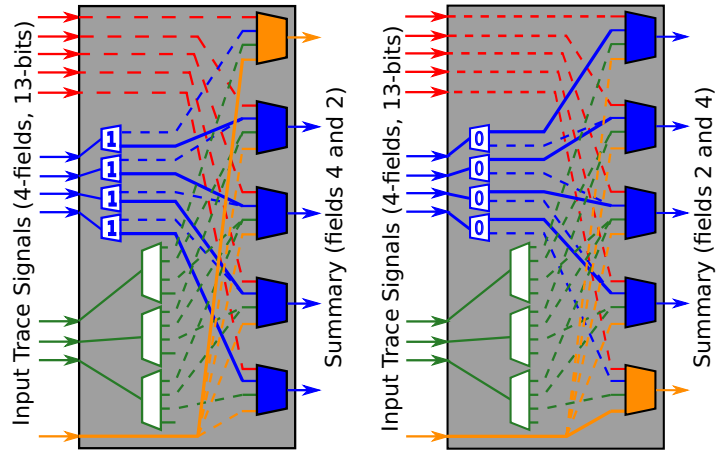 Input Trace Signals (4-fields, 13-bits)
1
1
1
1
Summary (fields 4 and 2)
Input Trace Signals (4-fields, 13-bits)
0
0
0
0
Summary (fields 2 and 4)